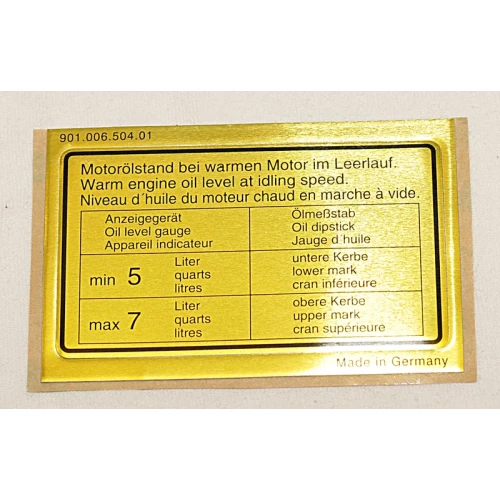 901.006.504.01
Motorölstand bei warmen Motor im Leerlauf.
Warm engine oil level at idling speed.
Niveau d´huile du moteur chaud en marche à vide.
Anzeigegerät
Oil level gauge
Appareil indicateur
Ölmeßstab
Oil dipstick
Jauge d´huile
min 5
Liter
quarts
litres
untere Kerbe
lower mark
cran inférieure
max 7
Liter
quarts
litres
obere Kerbe
upper mark
cran supérieure
Made in Germany